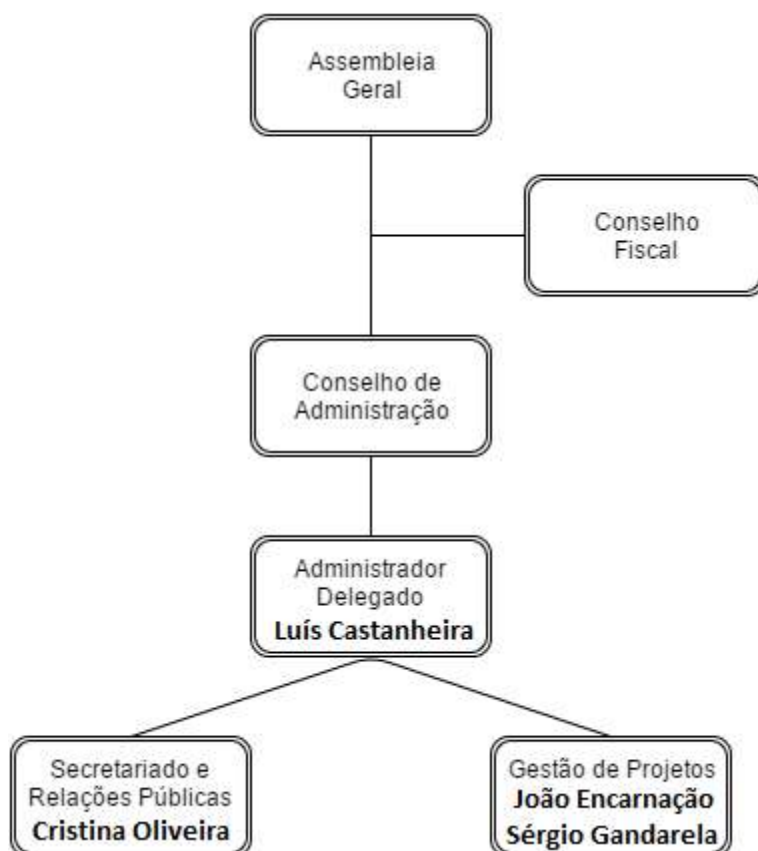 Assembleia
Geral
Conselho
Fiscal
Conselho de
Administração
Administrador
Delegado
Luís Castanheira
Secretariado e
Relações Públicas
Cristina Oliveira
Gestão de Projetos
João Encarnação
Sérgio Gandarela